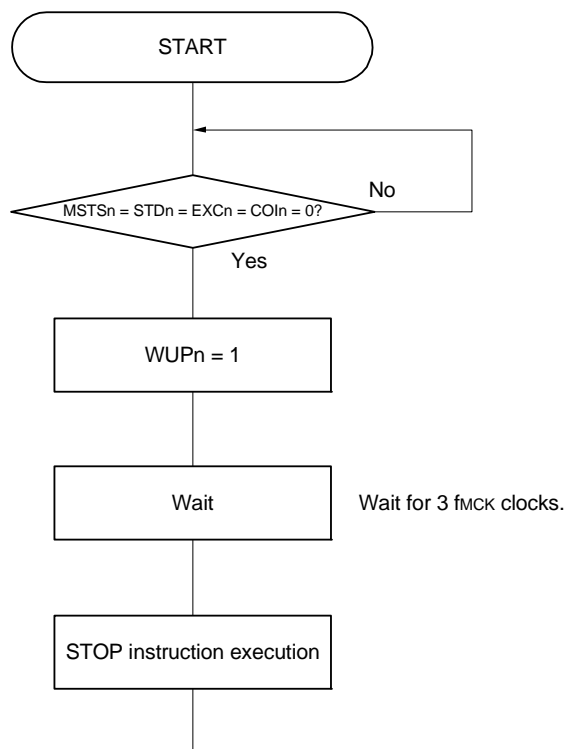 START
No
MSTSn = STDn = EXCn = COIn = 0?
Yes
WUPn = 1
Wait
Wait for 3 fMCK clocks.
STOP instruction execution